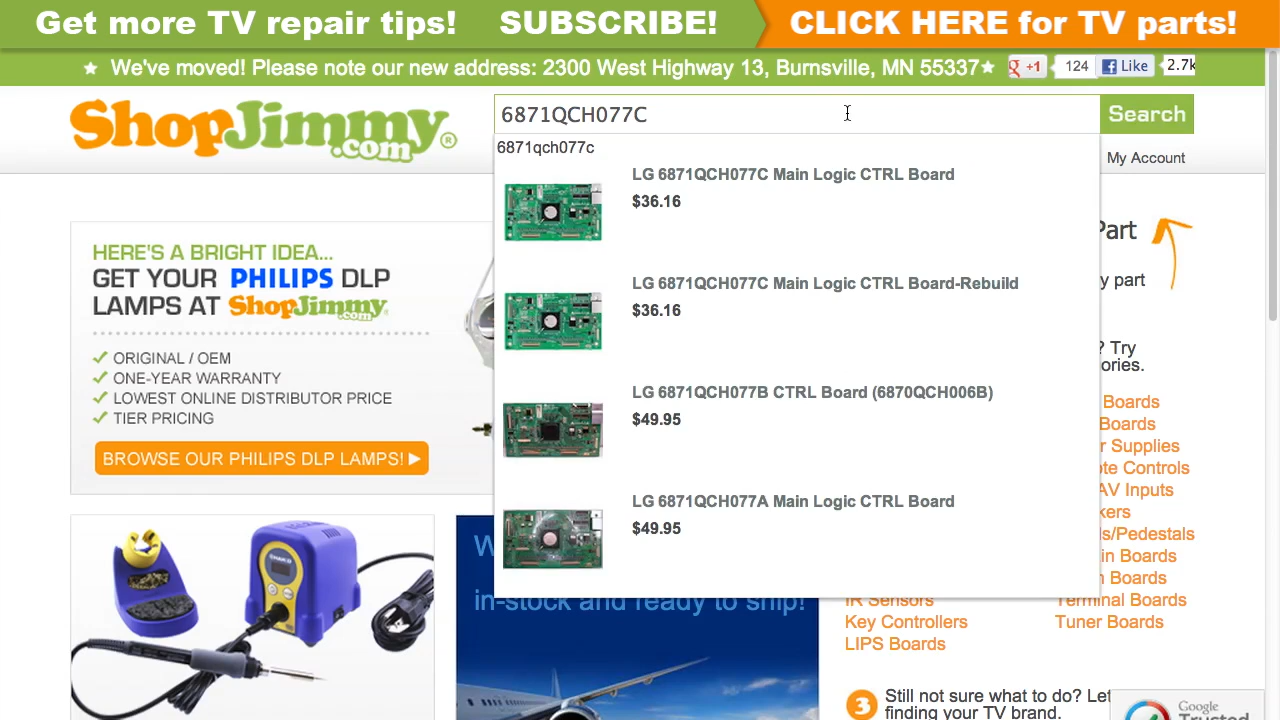 Get more TV repair tips! SUBSCRIBE! CLICK HERE for TV parts!
★ We've moved! Please note our new address: 2300 West Highway 13, Burnsville, MN 55337★ +1 124 Like 2.7k
ShopJimmy.com®
6871QCH077C
Search
6871qch077c
My Account
LG 6871QCH077C Main Logic CTRL Board
$36.16
LG 6871QCH077C Main Logic CTRL Board-Rebuild
$36.16
LG 6871QCH077B CTRL Board (6870QCH006B)
$49.95
LG 6871QCH077A Main Logic CTRL Board
$49.95
HERE'S A BRIGHT IDEA...
GET YOUR PHILIPS DLP
LAMPS AT ShopJimmy.com
ORIGINAL / OEM
ONE-YEAR WARRANTY
LOWEST ONLINE DISTRIBUTOR PRICE
TIER PRICING
BROWSE OUR PHILIPS DLP LAMPS! ►
in-stock and ready to ship!
Part
y part
? Try
ories.
Boards
Boards
r Supplies
ote Controls
AV Inputs
kers
ds/Pedestals
in Boards
Boards
IR Sensors
Terminal Boards
Key Controllers
Tuner Boards
LIPS Boards
3 Still not sure what to do? Let
finding your TV brand.
Google
Trusted